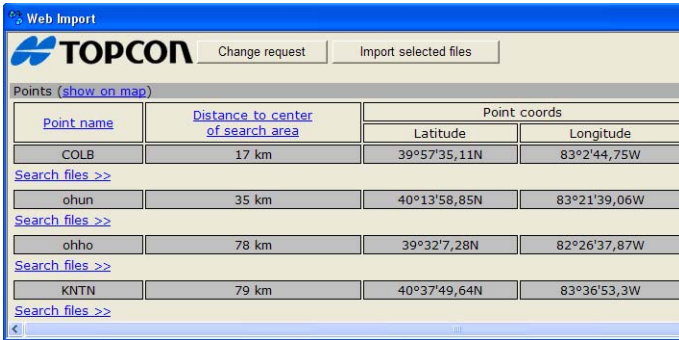 Web Import
TOPCON Change request Import selected files
Points (show on map)
Point name Distance to center of search area Point coords
Latitude Longitude
COLB 17 km 39°57'35,11N 83°2'44,75W
Search files >>
ohun 35 km 40°13'58,85N 83°21'39,06W
Search files >>
ohho 78 km 39°32'7,28N 82°26'37,87W
Search files >>
KNTN 79 km 40°37'49,64N 83°36'53,3W
Search files >>